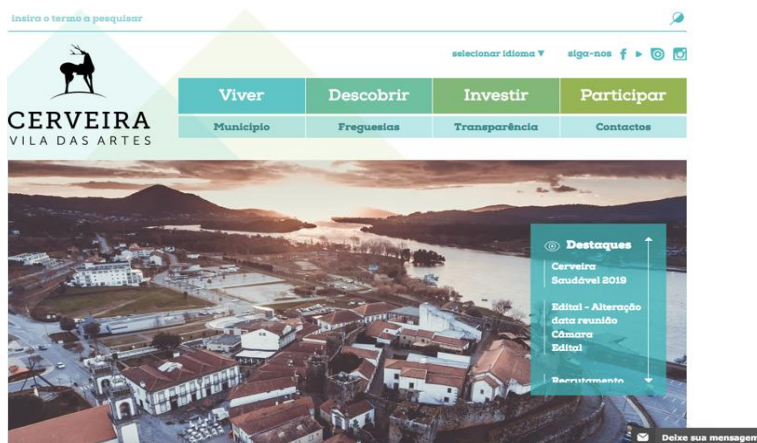 insira o termo a pesquisar
selecionar idioma ▼
siga-nos
Viver
Descobrir
Investir
Participar
CERVEIRA
VILA DAS ARTES
Município
Freguesias
Transparência
Contactos
Destaques
Cerveira
Saudável 2019
Edital - Alteração
data reunião
Câmara
Edital
Recrutamento
Deixe sua mensagem